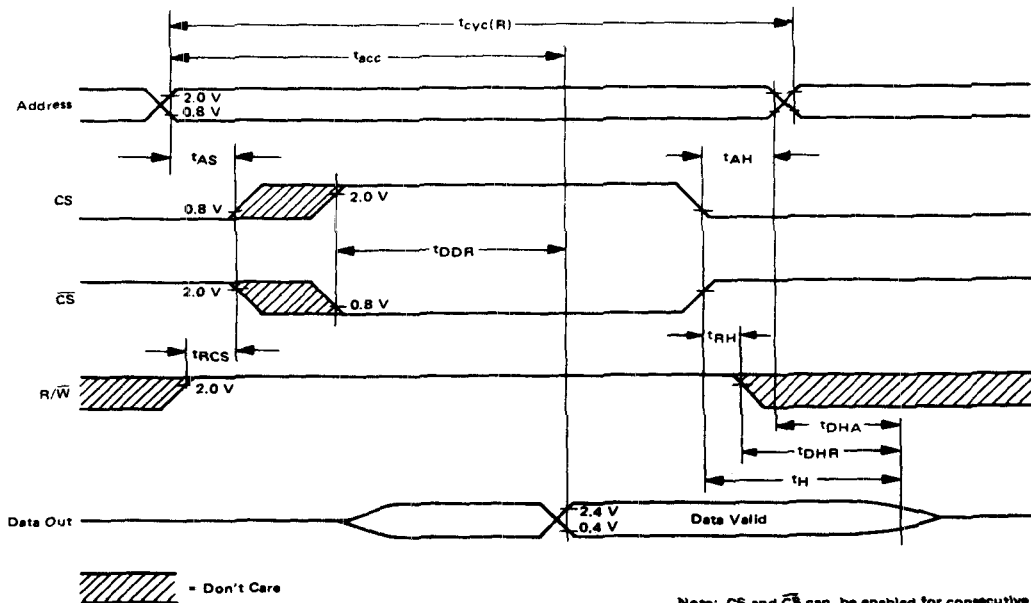 tcyc(R)
tacc
Address
2.0 V
0.8 V
tAS
tAH
CS
2.0 V
0.8 V
tDDR
C̅S̅
2.0 V
0.8 V
tRCS
tRH
R/W̅
2.0 V
tDHA
tDHR
tH
Data Out
2.4 V
0.4 V
Data Valid
= Don't Care
Note: CS and C̅S̅ can be enabled for consecutive